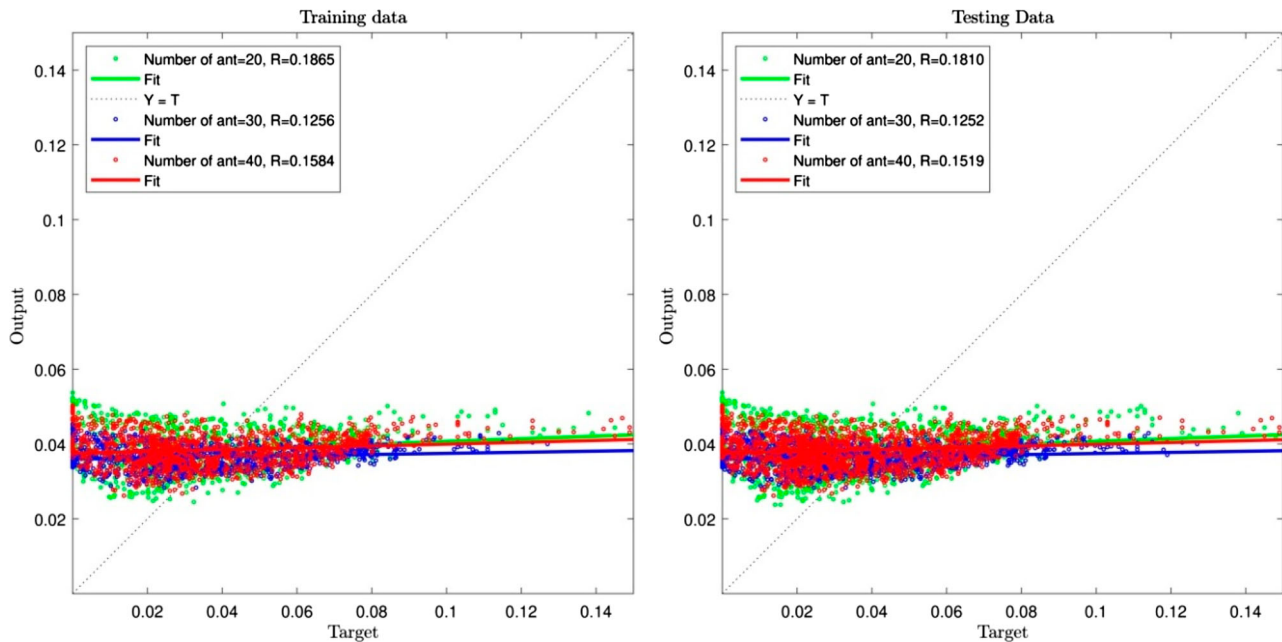 Training data
Number of ant=20, R=0.1865
Fit
Y = T
Number of ant=30, R=0.1256
Fit
Number of ant=40, R=0.1584
Fit
0.14
0.12
0.1
0.08
0.06
0.04
0.02
Output
0.02 0.04 0.06 0.08 0.1 0.12 0.14
Target
Testing Data
Number of ant=20, R=0.1810
Fit
Y = T
Number of ant=30, R=0.1252
Fit
Number of ant=40, R=0.1519
Fit
0.14
0.12
0.1
0.08
0.06
0.04
0.02
Output
0.02 0.04 0.06 0.08 0.1 0.12 0.14
Target